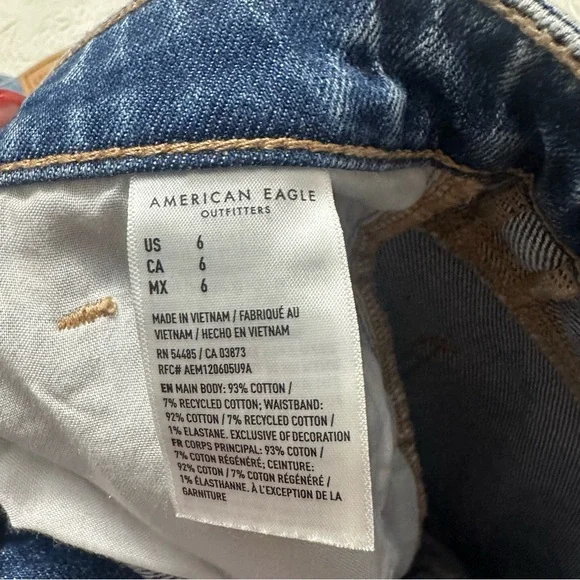 AMERICAN EAGLE
OUTFITTERS
US 6
CA 6
MX 6
MADE IN VIETNAM / FABRIQUÉ AU
VIETNAM / HECHO EN VIETNAM
RN 54485 / CA 03873
RFC# AEM120605U9A
EN MAIN BODY: 93% COTTON /
7% RECYCLED COTTON; WAISTBAND:
92% COTTON / 7% RECYCLED COTTON /
1% ELASTANE. EXCLUSIVE OF DECORATION
FR CORPS PRINCIPAL: 93% COTON /
7% COTON RÉGÉNÉRÉ; CEINTURE:
92% COTON / 7% COTON RÉGÉNÉRÉ /
1% ÉLASTHANNE. À L'EXCEPTION DE LA
GARNITURE